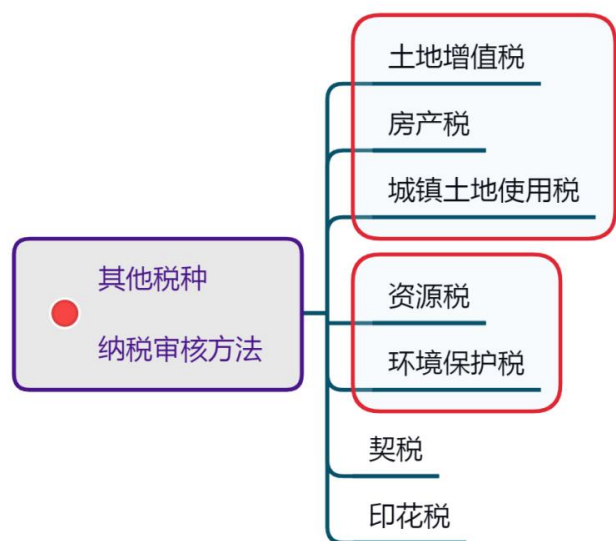 土地增值税
房产税
城镇土地使用税
其他税种
纳税审核方法
资源税
环境保护税
契税
印花税